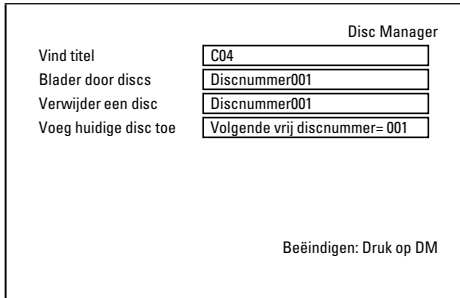 Disc Manager
Vind titel C04
Blader door discs Discnummer001
Verwijder een disc Discnummer001
Voeg huidige disc toe Volgende vrij discnummer= 001
Beëindigen: Druk op DM